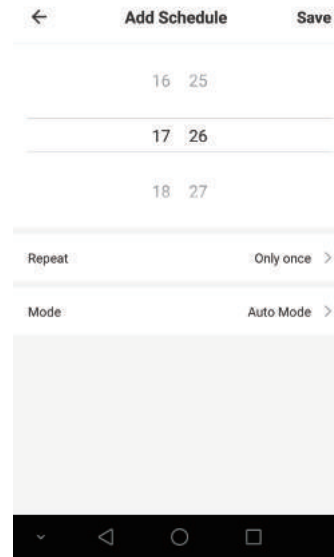 Add Schedule Save
16 25
17 26
18 27
Repeat Only once
Mode Auto Mode